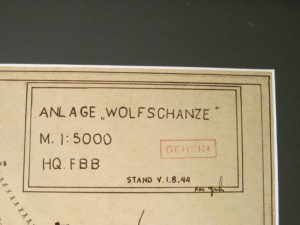 ANLAGE „WOLFSCHANZE"
M. 1:5000
GEHEIM
HQ. FBB
STAND V. 1.8.44